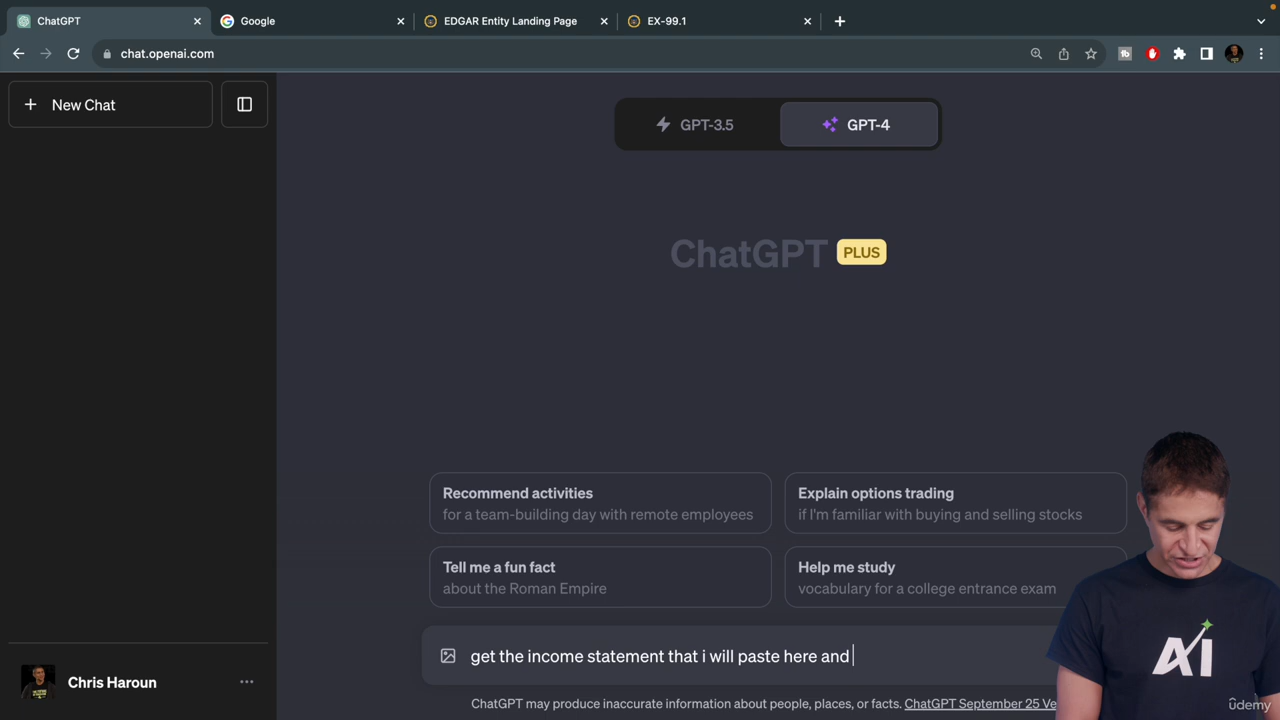 ChatGPT
Google
EDGAR Entity Landing Page
EX-99.1
chat.openai.com
New Chat
GPT-3.5
GPT-4
ChatGPT PLUS
Recommend activities
for a team-building day with remote employees
Explain options trading
if I'm familiar with buying and selling stocks
Tell me a fun fact
about the Roman Empire
Help me study
vocabulary for a college entrance exam
get the income statement that i will paste here and
Chris Haroun
ChatGPT may produce inaccurate information about people, places, or facts. ChatGPT September 25 Ve
AI
ûdemy